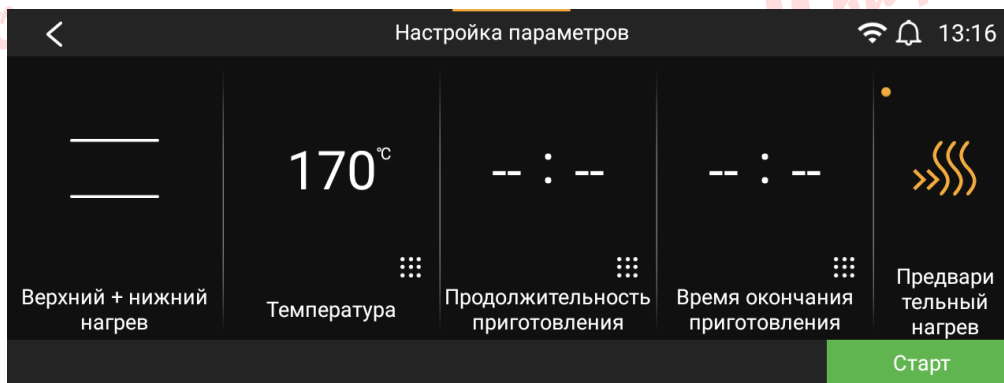 Настройка параметров
13:16
170°C
-- : --
-- : --
Верхний + нижний
нагрев
Температура
Продолжительность
приготовления
Время окончания
приготовления
Предвари
тельный
нагрев
Старт